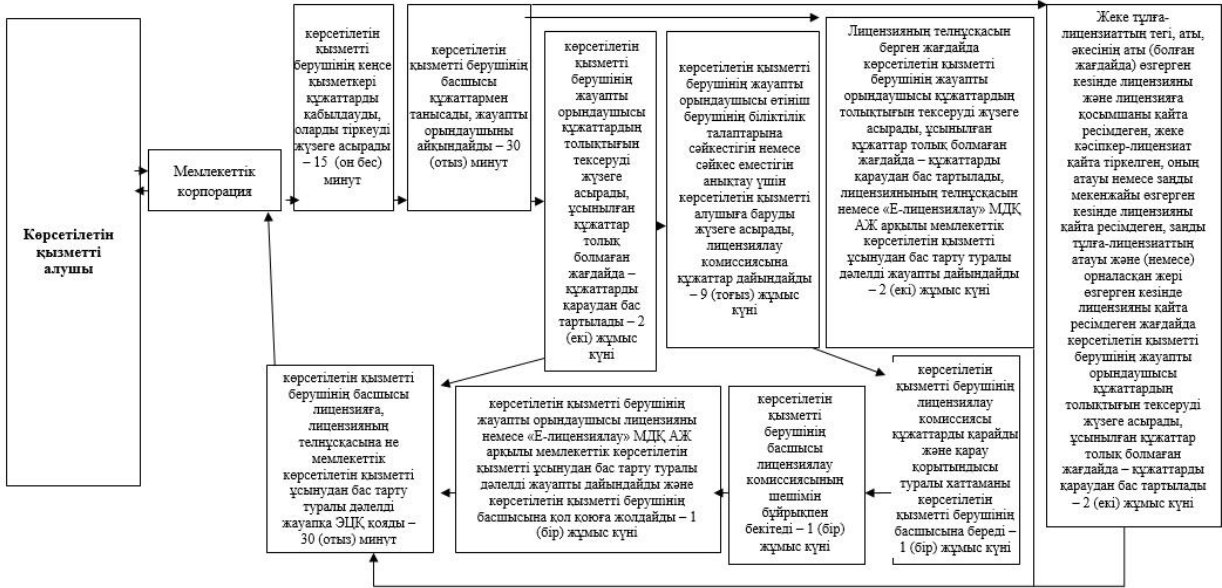 Көрсетілетін
қызметті
алушы
Мемлекеттік
корпорация
көрсетілетін
қызметті
берушінің кеңсе
қызметкері
құжаттарды
қабылдауды,
оларды тіркеуді
жүзеге асырады
– 15 (он бес)
минут
көрсетілетін
қызметті берушінің
басшысы
құжаттармен
танысады, жауапты
орындаушыны
айқындайды – 30
(отыз) минут
көрсетілетін
қызметті
берушінің
жауапты
орындаушысы
құжаттардың
толықтығын
тексеруді
жүзеге
асырады,
ұсынылған
құжаттар
толық
болмаған
жағдайда –
құжаттарды
қараудан бас
тартылады – 2
(екі) жұмыс
күні
көрсетілетін қызметті
берушінің жауапты
орындаушысы өтініш
берушінің біліктілік
талаптарына
сәйкестігін немесе
сәйкес еместігін
анықтау үшін
көрсетілетін қызметті
алушыға баруды
жүзеге асырады,
лицензиялау
комиссиясына
құжаттар дайындайды
– 9 (тоғыз) жұмыс
күні
Лицензияның телнұсқасын
берген жағдайда
көрсетілетін қызметті
берушінің жауапты
орындаушысы құжаттардың
толықтығын тексеруді жүзеге
асырады, ұсынылған
құжаттар толық болмаған
жағдайда – құжаттарды
қараудан бас тартылады,
лицензиянының телнұсқасын
немесе «Е-лицензиялау» МДҚ
АЖ арқылы мемлекеттік
көрсетілетін қызметті
ұсынудан бас тарту туралы
дәлелді жауапты дайындайды
– 2 (екі) жұмыс күні
Жеке тұлға-
лицензиаттың тегі, аты,
әкесінің аты (болған
жағдайда) өзгерген
кезінде лицензияны
және лицензияға
қосымшаны қайта
ресімдеген, жеке
кәсіпкер-лицензиат
қайта тіркелген, оның
атауы немесе заңды
мекенжайы өзгерген
кезінде лицензияны
қайта ресімдеген, заңды
тұлға-лицензиаттың
атауы және (немесе)
орналасқан жері
өзгерген кезінде
лицензияны қайта
ресімдеген жағдайда
көрсетілетін қызметті
берушінің жауапты
орындаушысы
құжаттардың
толықтығын тексеруді
жүзеге асырады,
ұсынылған құжаттар
толық болмаған
жағдайда – құжаттарды
қараудан бас тартылады
– 2 (екі) жұмыс күні
көрсетілетін қызметті
берушінің басшысы
лицензияға,
лицензияның
телнұсқасына не
мемлекеттік
көрсетілетін қызметті
ұсынудан бас тарту
туралы дәлелді
жауапқа ЭЦҚ қояды –
30 (отыз) минут
көрсетілетін қызметті берушінің
жауапты орындаушысы лицензияны
немесе «Е-лицензиялау» МДҚ АЖ
арқылы мемлекеттік көрсетілетін
қызметті ұсынудан бас тарту туралы
дәлелді жауапты дайындайды және
көрсетілетін қызметті берушінің
басшысына қол қоюға жолдайды – 1
(бір) жұмыс күні
көрсетілетін
қызметті
берушінің
басшысы
лицензиялау
комиссиясының
шешімін
бұйрықпен
бекітеді – 1 (бір)
жұмыс күні
көрсетілетін
қызметті берушінің
лицензиялау
комиссиясы
құжаттарды қарайды
және қарау
қорытындысы
туралы хаттаманы
көрсетілетін
қызметті берушінің
басшысына береді –
1 (бір) жұмыс күні